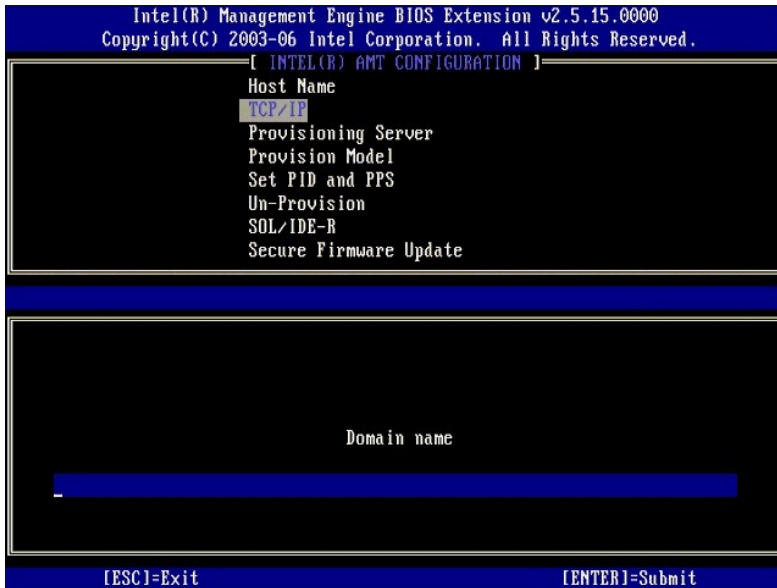 Intel(R) Management Engine BIOS Extension v2.5.15.0000
Copyright(C) 2003-06 Intel Corporation. All Rights Reserved.
[ INTEL(R) AMT CONFIGURATION ]
Host Name
TCP/IP
Provisioning Server
Provision Model
Set PID and PPS
Un-Provision
SOL/IDE-R
Secure Firmware Update
Domain name
_
[ESC]=Exit [ENTER]=Submit